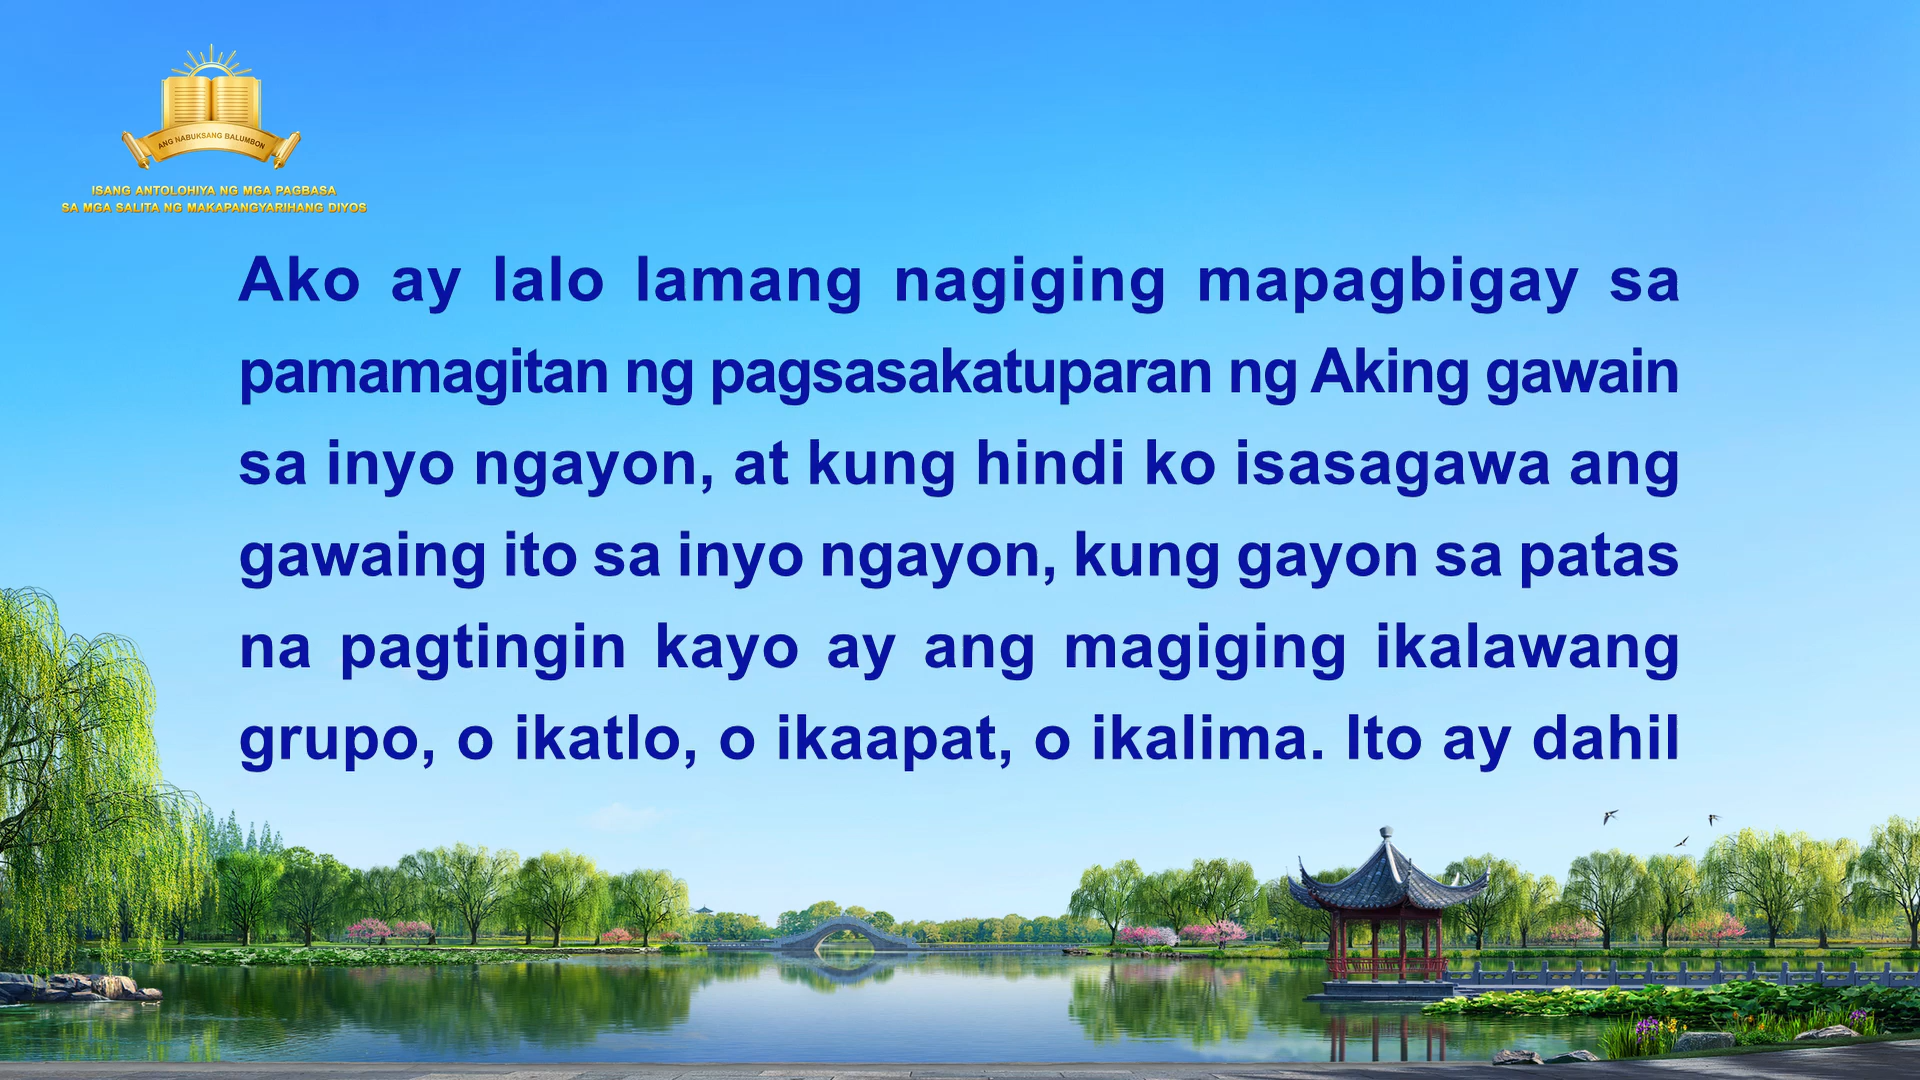 ANG NABUKSANG BALUMBON
ISANG ANTOLOHIYA NG MGA PAGBASA
SA MGA SALITA NG MAKAPANGYARIHANG DIYOS
Ako ay lalo lamang nagiging mapagbigay sa
pamamagitan ng pagsasakatuparan ng Aking gawain
sa inyo ngayon, at kung hindi ko isasagawa ang
gawaing ito sa inyo ngayon, kung gayon sa patas
na pagtingin kayo ay ang magiging ikalawang
grupo, o ikatlo, o ikaapat, o ikalima. Ito ay dahil